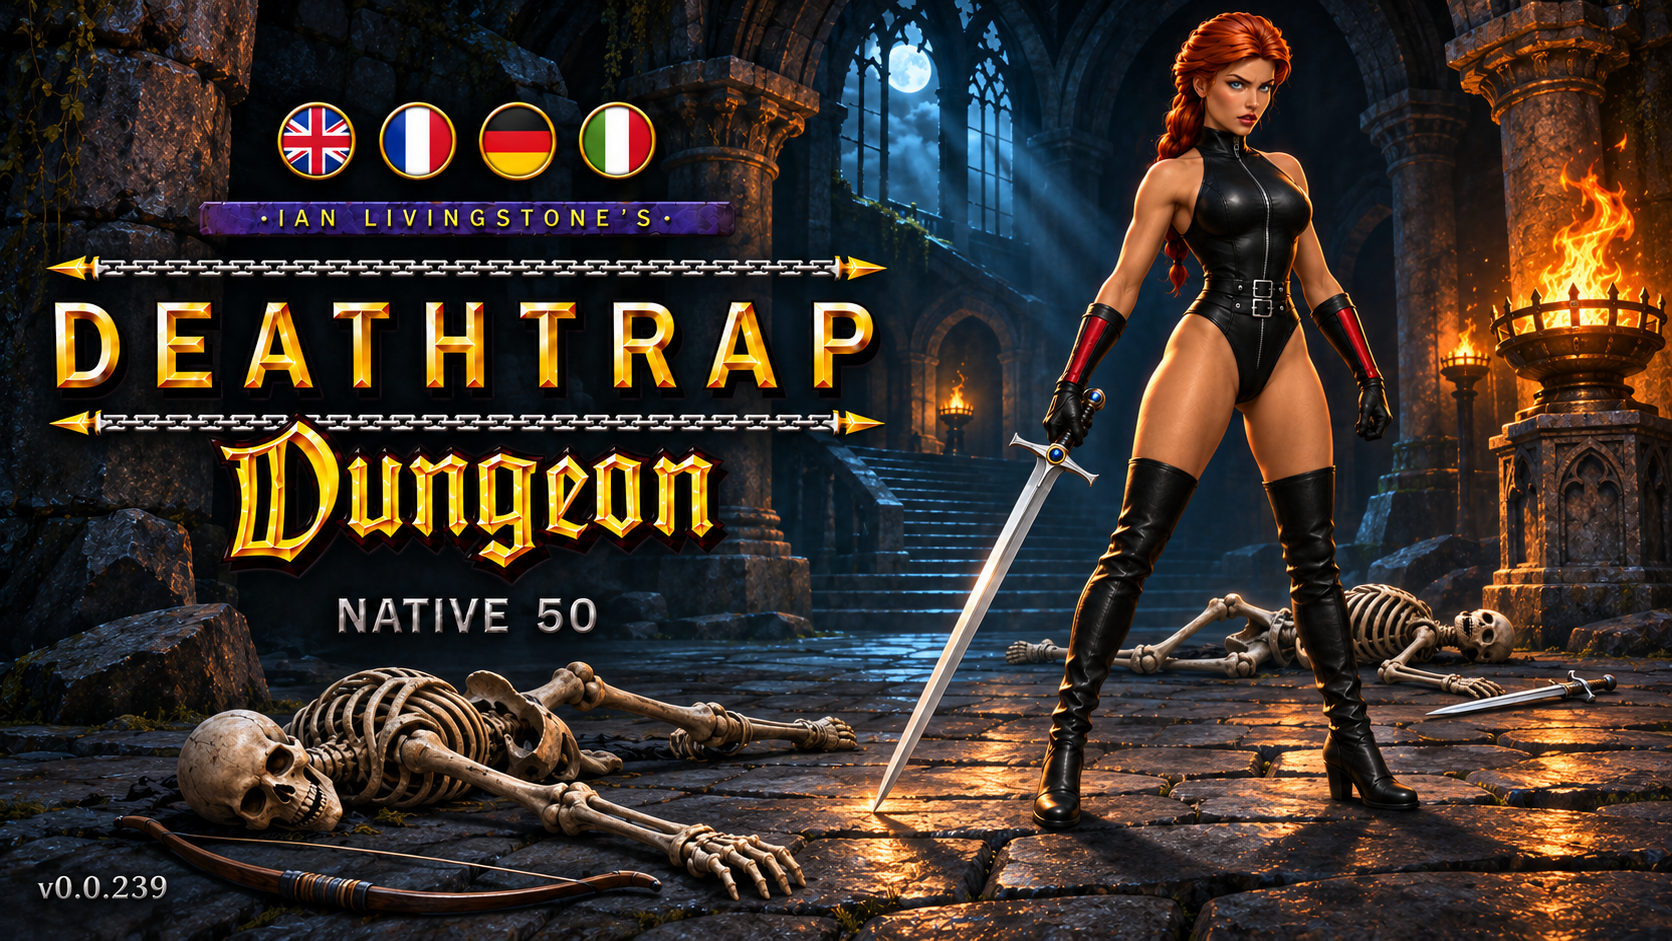 ·IAN LIVINGSTONE'S·
DEATHTRAP
Dungeon
NATIVE 50
v0.0.239